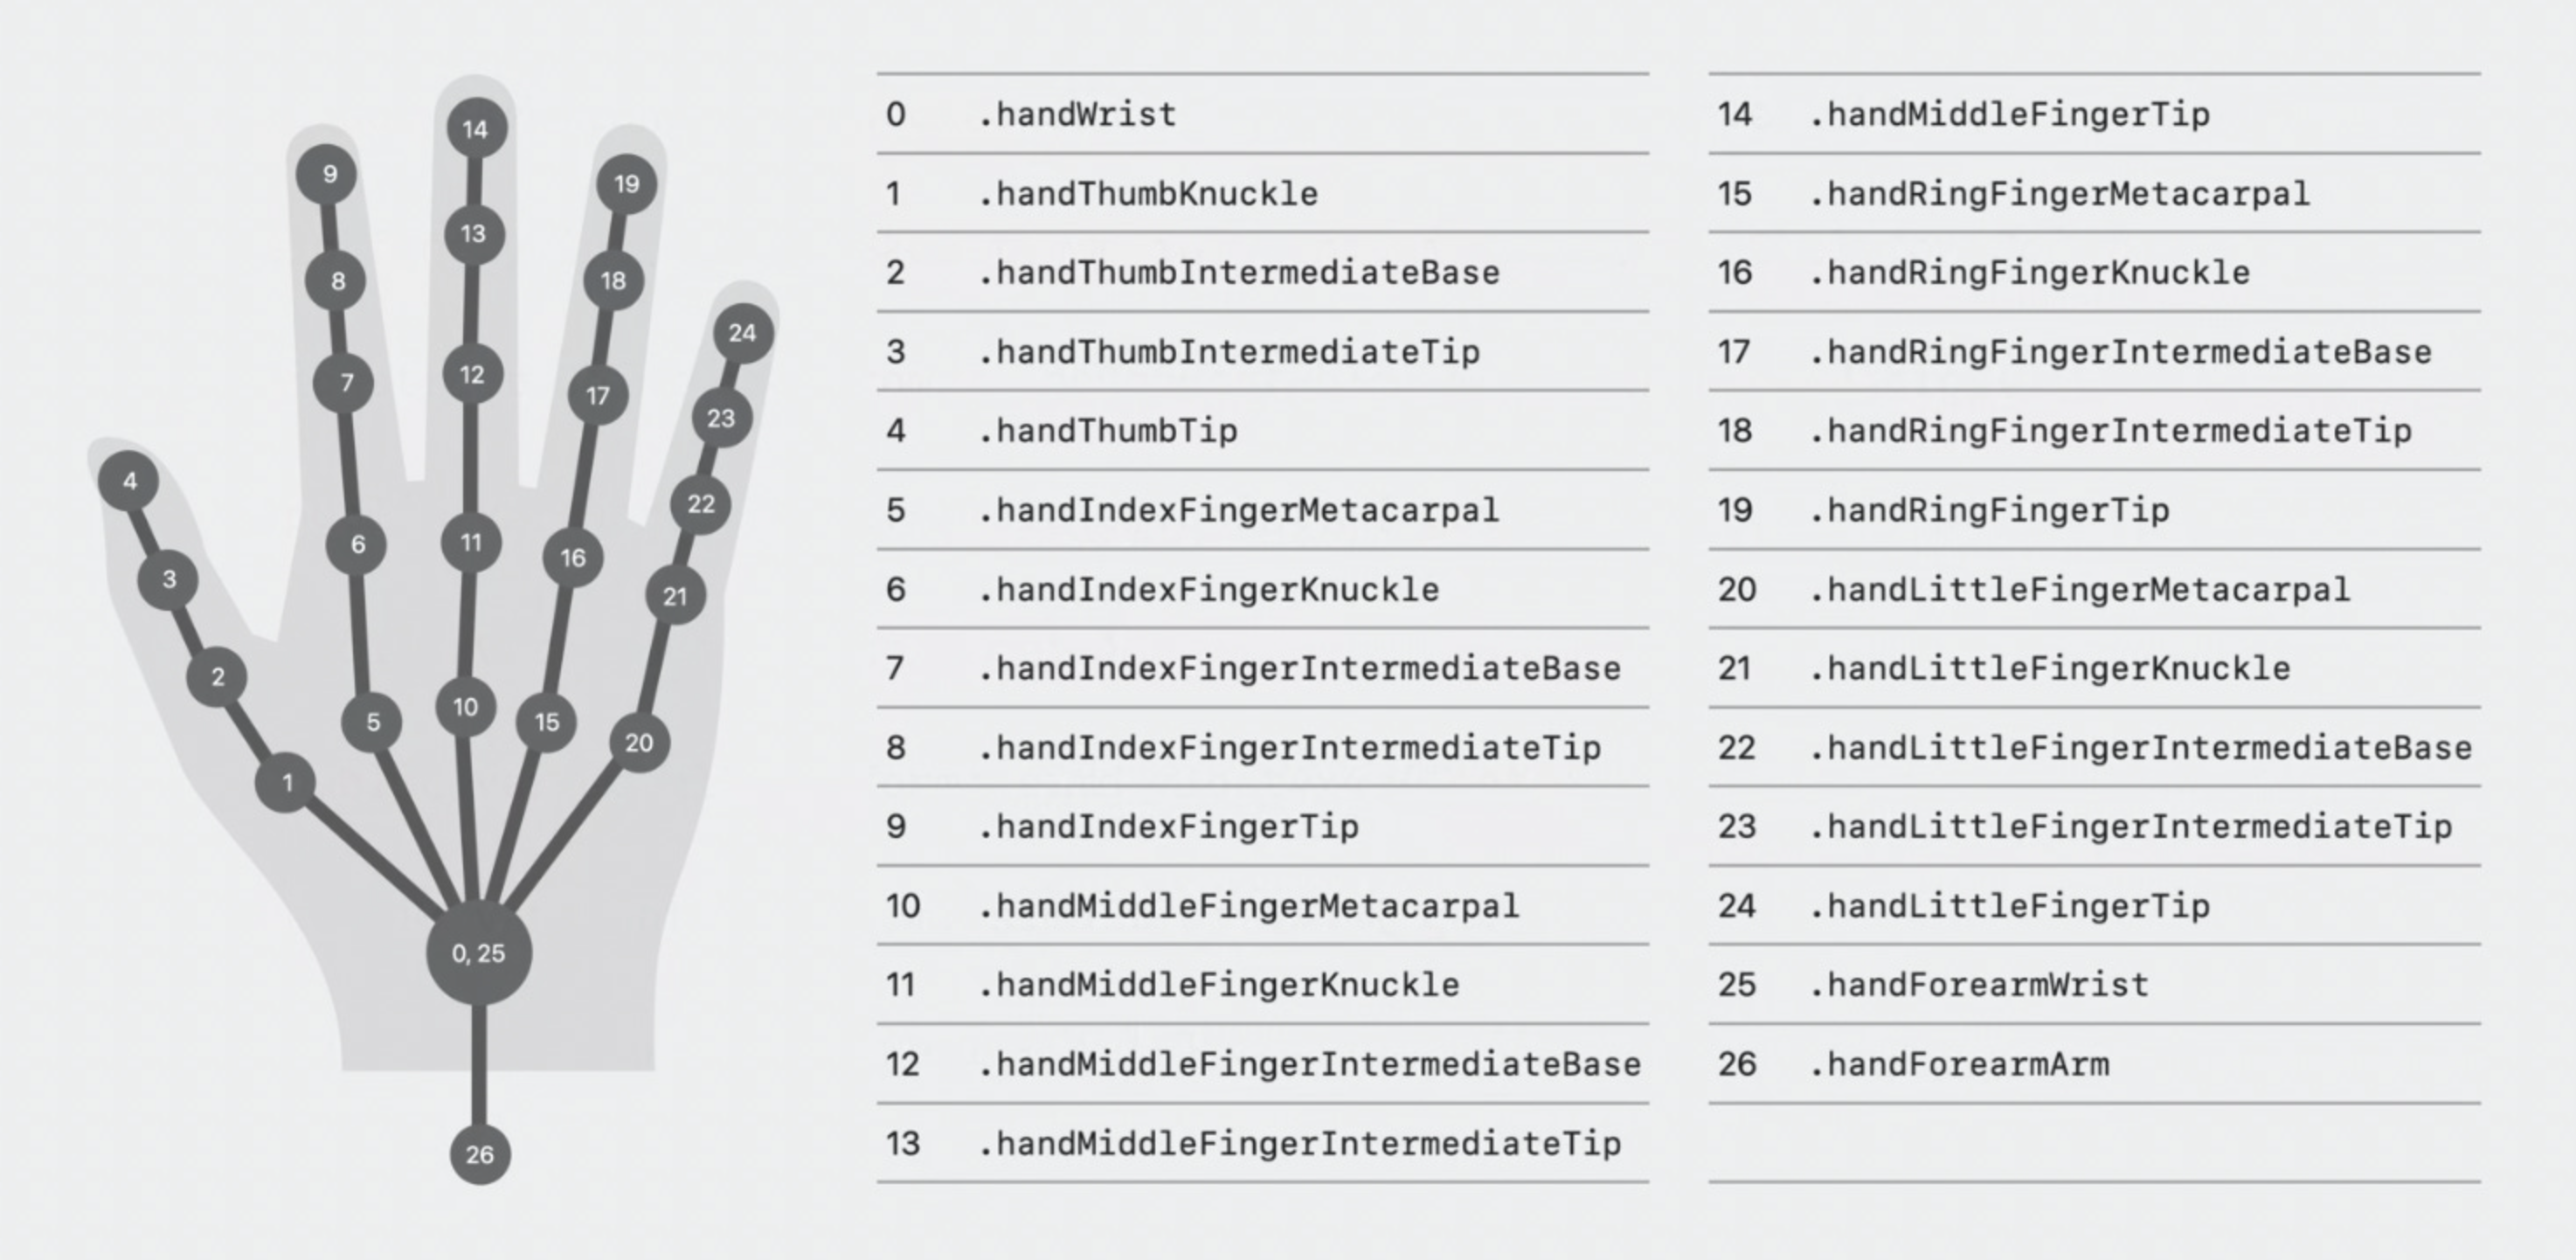 14
9
19
13
8
18
24
12
7
17
23
4
22
11
6
16
3
21
2
10
5
15
20
1
0, 25
26
0 .handWrist
1 .handThumbKnuckle
2 .handThumbIntermediateBase
3 .handThumbIntermediateTip
4 .handThumbTip
5 .handIndexFingerMetacarpal
6 .handIndexFingerKnuckle
7 .handIndexFingerIntermediateBase
8 .handIndexFingerIntermediateTip
9 .handIndexFingerTip
10 .handMiddleFingerMetacarpal
11 .handMiddleFingerKnuckle
12 .handMiddleFingerIntermediateBase
13 .handMiddleFingerIntermediateTip
14 .handMiddleFingerTip
15 .handRingFingerMetacarpal
16 .handRingFingerKnuckle
17 .handRingFingerIntermediateBase
18 .handRingFingerIntermediateTip
19 .handRingFingerTip
20 .handLittleFingerMetacarpal
21 .handLittleFingerKnuckle
22 .handLittleFingerIntermediateBase
23 .handLittleFingerIntermediateTip
24 .handLittleFingerTip
25 .handForearmWrist
26 .handForearmArm